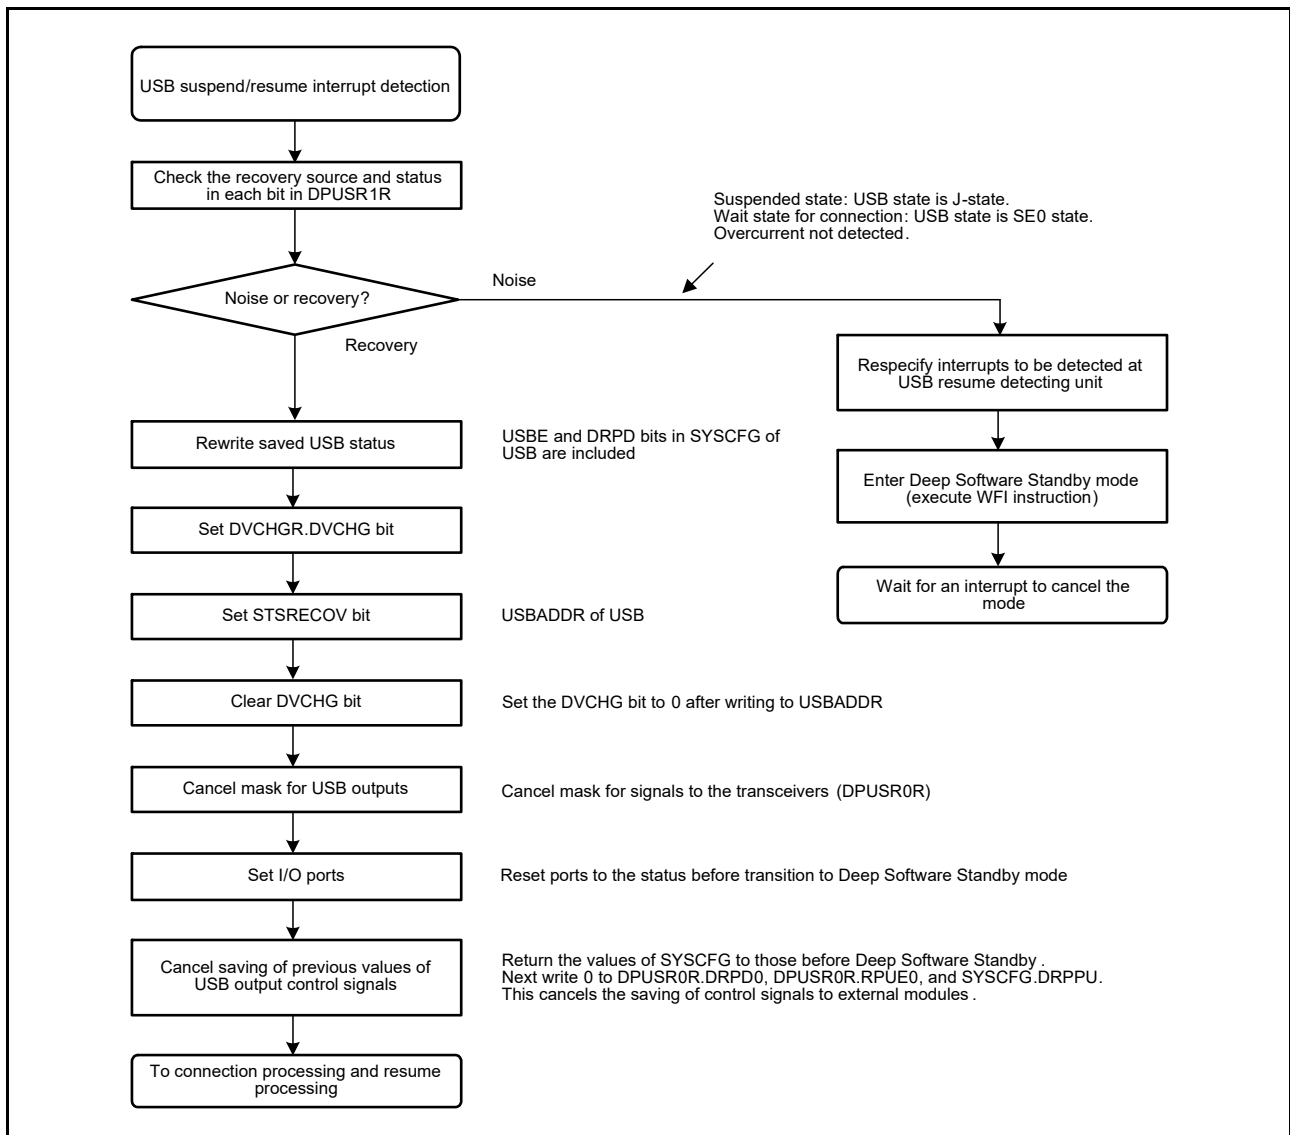 USB suspend/resume interrupt detection
Check the recovery source and status
in each bit in DPUSR1R
Suspended state: USB state is J-state.
Wait state for connection: USB state is SE0 state.
Overcurrent not detected.
Noise or recovery?
Noise
Recovery
Respecify interrupts to be detected at
USB resume detecting unit
Rewrite saved USB status
USBE and DRPD bits in SYSCFG of
USB are included
Enter Deep Software Standby mode
(execute WFI instruction)
Set DVCHGR.DVCHG bit
Wait for an interrupt to cancel the
mode
Set STSRECOV bit
USBADDR of USB
Clear DVCHG bit
Set the DVCHG bit to 0 after writing to USBADDR
Cancel mask for USB outputs
Cancel mask for signals to the transceivers (DPUSR0R)
Set I/O ports
Reset ports to the status before transition to Deep Software Standby mode
Cancel saving of previous values of
USB output control signals
Return the values of SYSCFG to those before Deep Software Standby.
Next write 0 to DPUSR0R.DRPD0, DPUSR0R.RPUE0, and SYSCFG.DRPPU.
This cancels the saving of control signals to external modules.
To connection processing and resume
processing